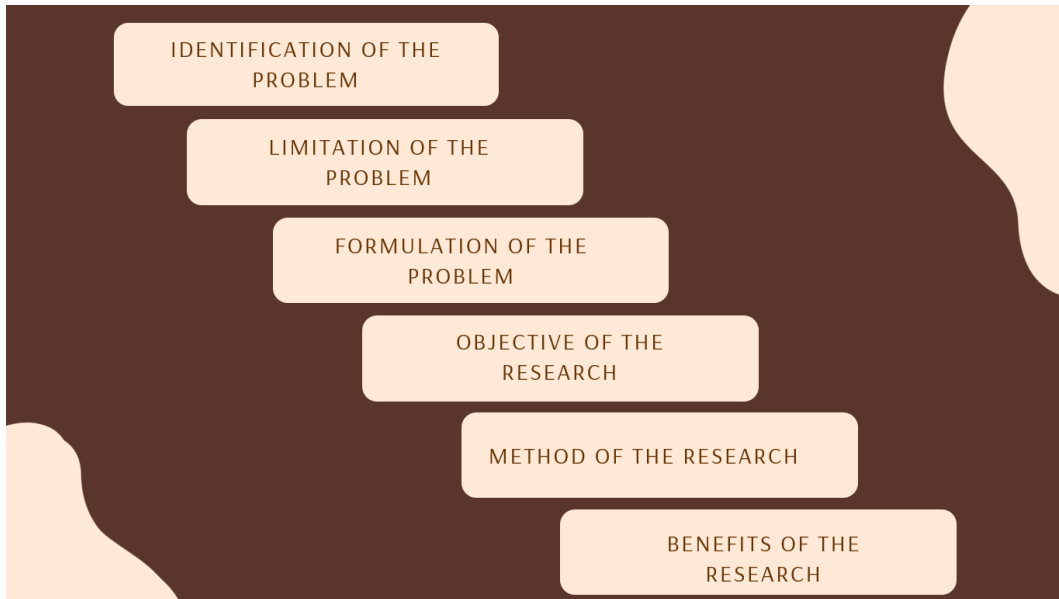 IDENTIFICATION OF THE
PROBLEM
LIMITATION OF THE
PROBLEM
FORMULATION OF THE
PROBLEM
OBJECTIVE OF THE
RESEARCH
METHOD OF THE RESEARCH
BENEFITS OF THE
RESEARCH